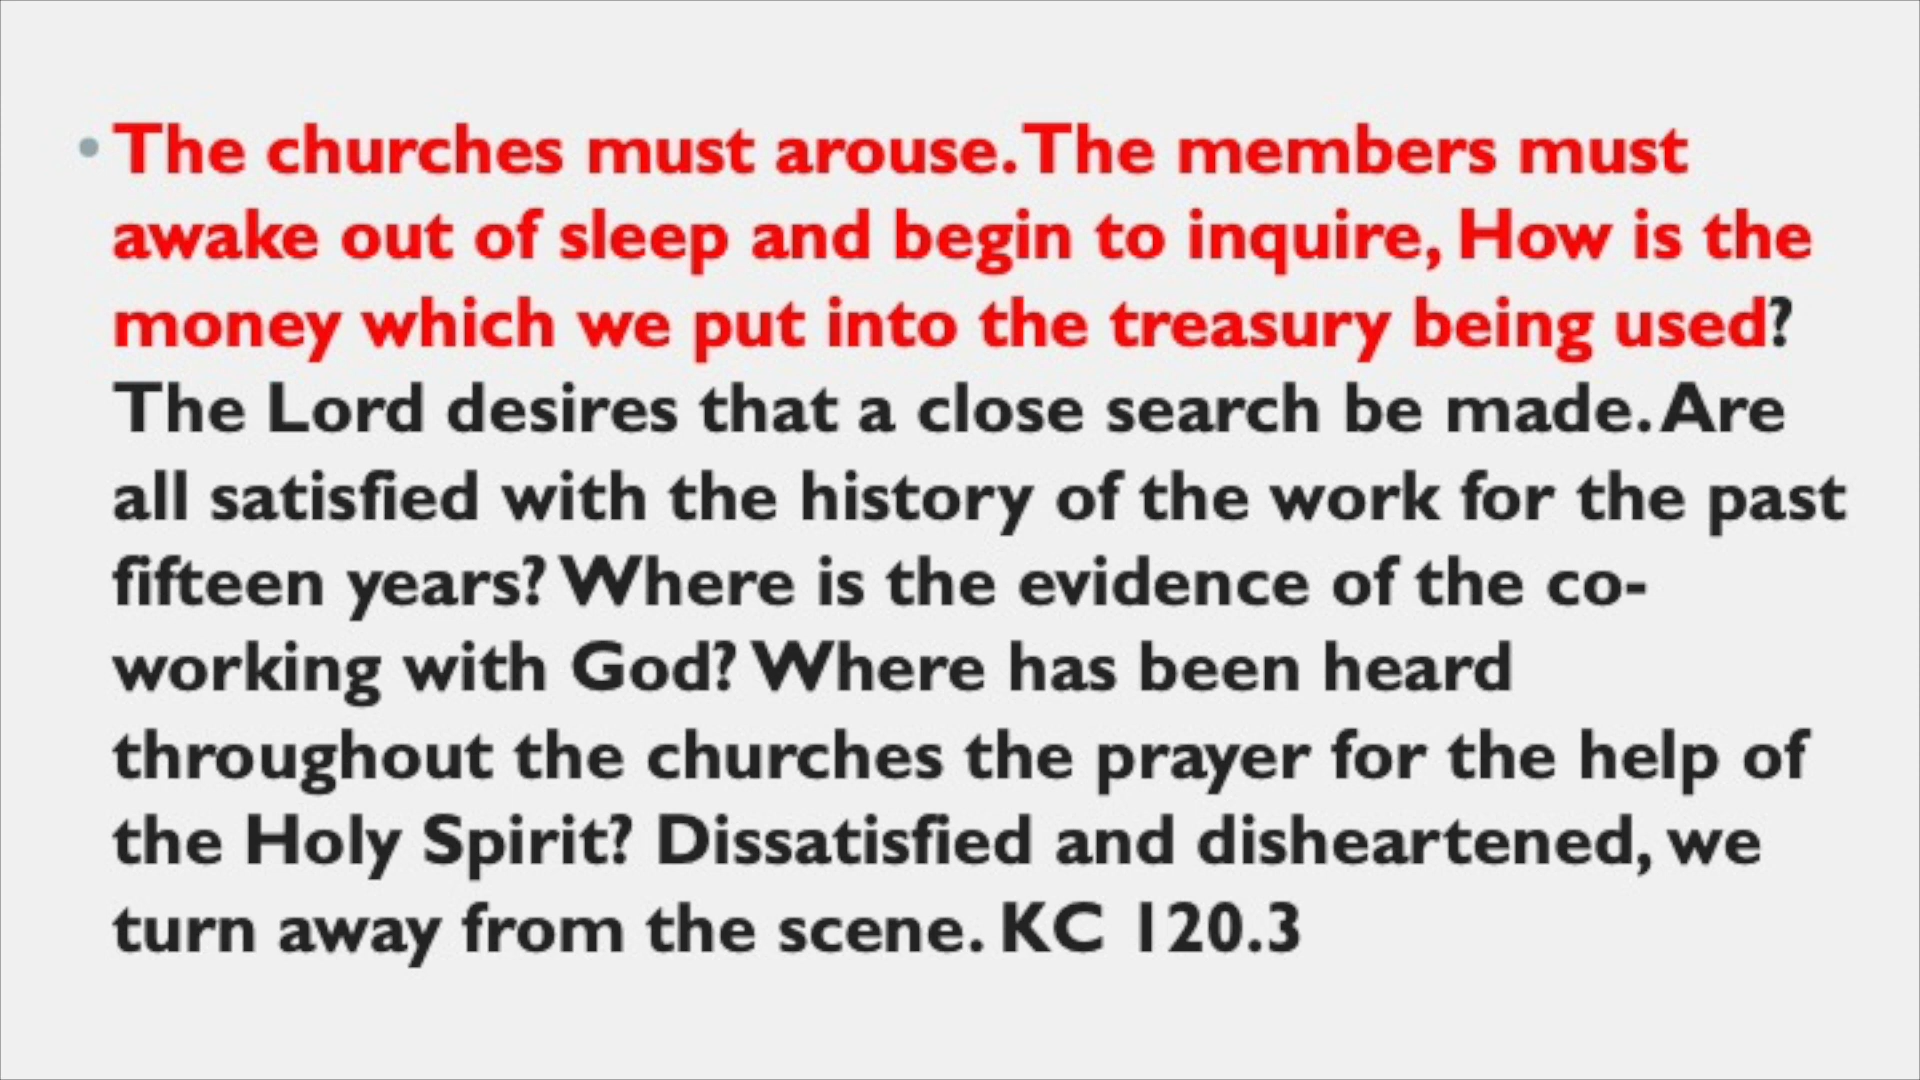 • The churches must arouse. The members must
awake out of sleep and begin to inquire, How is the
money which we put into the treasury being used?
The Lord desires that a close search be made. Are
all satisfied with the history of the work for the past
fifteen years? Where is the evidence of the co-
working with God? Where has been heard
throughout the churches the prayer for the help of
the Holy Spirit? Dissatisfied and disheartened, we
turn away from the scene. KC 120.3